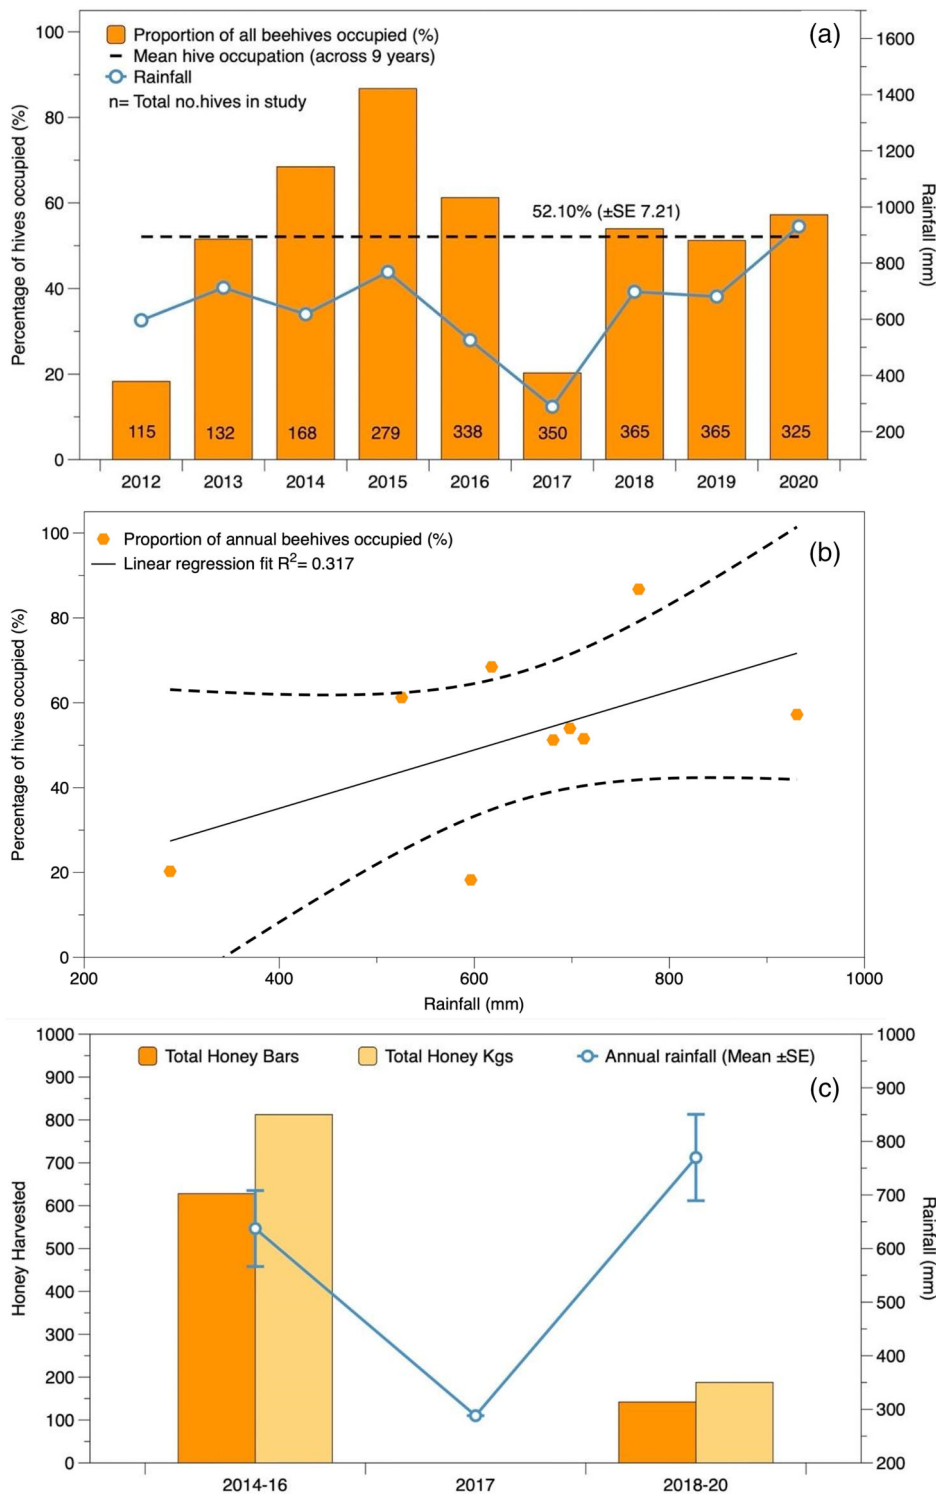 (a)
Proportion of all beehives occupied (%)
Mean hive occupation (across 9 years)
Rainfall
n= Total no.hives in study
52.10% (±SE 7.21)
Percentage of hives occupied (%)
100
80
60
40
20
0
Rainfall (mm)
1600
1400
1200
1000
800
600
400
200
115 132 168 279 338 350 365 365 325
2012 2013 2014 2015 2016 2017 2018 2019 2020
(b)
Proportion of annual beehives occupied (%)
Linear regression fit R²= 0.317
Percentage of hives occupied (%)
100
80
60
40
20
0
200 400 600 800 1000
Rainfall (mm)
(c)
Total Honey Bars Total Honey Kgs Annual rainfall (Mean ±SE)
Honey Harvested
1000
900
800
700
600
500
400
300
200
100
0
Rainfall (mm)
1000
900
800
700
600
500
400
300
200
2014-16 2017 2018-20